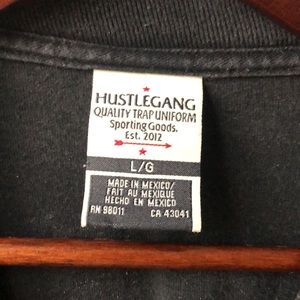 HUSTLEGANG
QUALITY TRAP UNIFORM
Sporting Goods.
Est. 2012
L/G
MADE IN MEXICO/
FAIT AU MEXIQUE
HECHO EN MEXICO
RN 98011 CA 43041